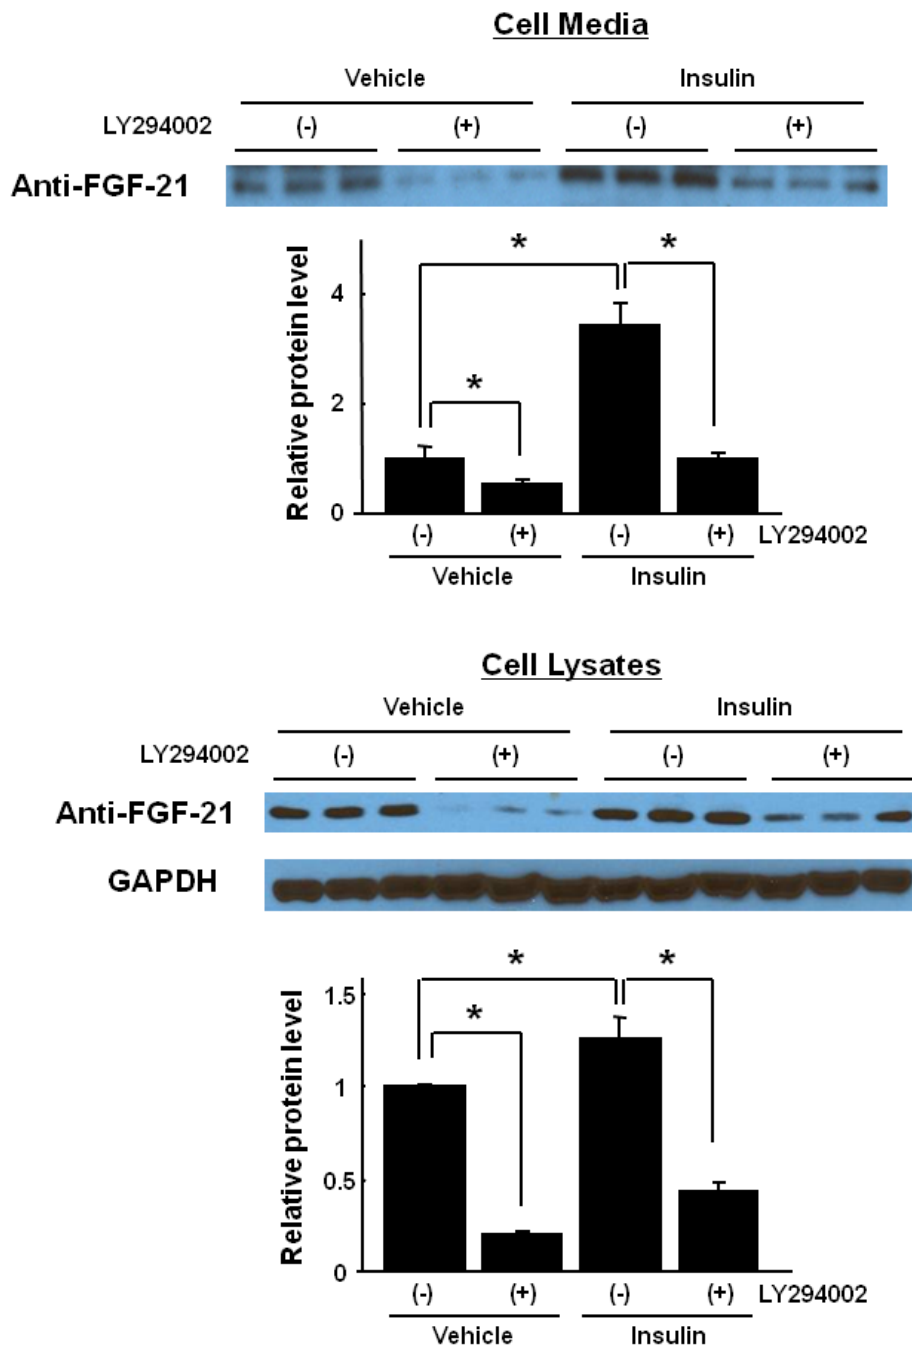 Cell Media
Vehicle Insulin
LY294002 (-) (+) (-) (+)
Anti-FGF-21
* *
4
*
2
0
Relative protein level
(-) (+) (-) (+) LY294002
Vehicle Insulin
Cell Lysates
Vehicle Insulin
LY294002 (-) (+) (-) (+)
Anti-FGF-21
GAPDH
* *
1.5
*
1
0.5
0
Relative protein level
(-) (+) (-) (+) LY294002
Vehicle Insulin